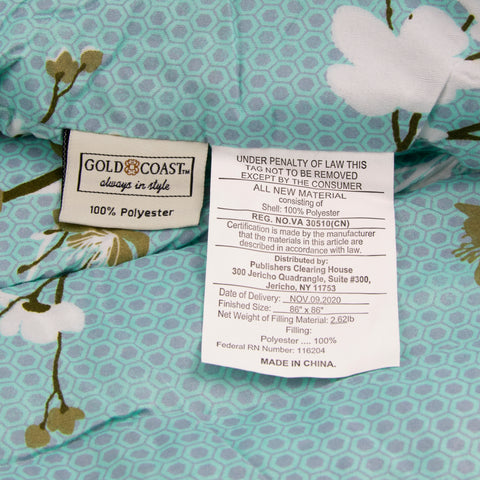 GOLD COAST™
always in style
100% Polyester
UNDER PENALTY OF LAW THIS
TAG NOT TO BE REMOVED
EXCEPT BY THE CONSUMER
ALL NEW MATERIAL
consisting of
Shell: 100% Polyester
REG. NO.VA 30510(CN)
Certification is made by the manufacturer
that the materials in this article are
described in accordance with law.
Distributed by:
Publishers Clearing House
300 Jericho Quadrangle, Suite #300,
Jericho, NY 11753
Date of Delivery: NOV.09.2020
Finished Size: 86" x 86"
Net Weight of Filling Material: 2.62lb
Filling:
Polyester .... 100%
Federal RN Number: 116204
MADE IN CHINA.